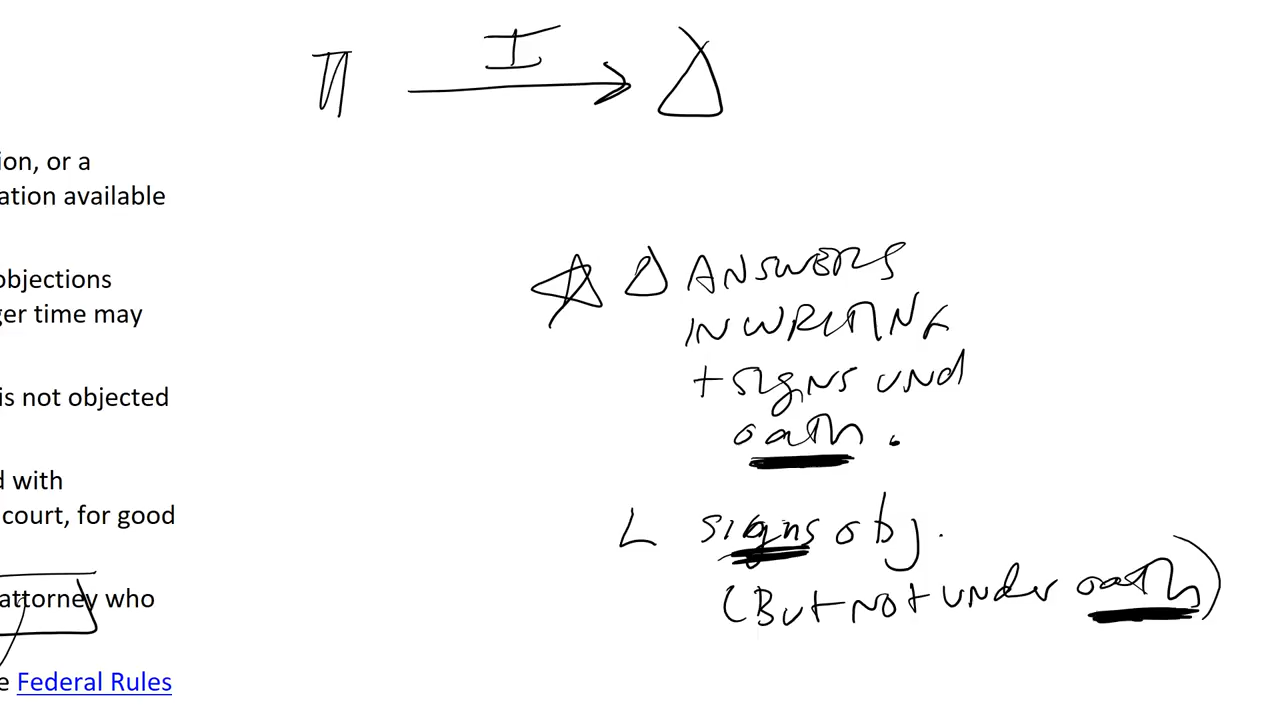 π I Δ
ion, or a
ation available
objections
ger time may
is not objected
d with
court, for good
attorney who
e Federal Rules
Δ ANSWERS
IN WRITING
+ SIGNS UND
oath.
L signs obj.
(But not under oath)